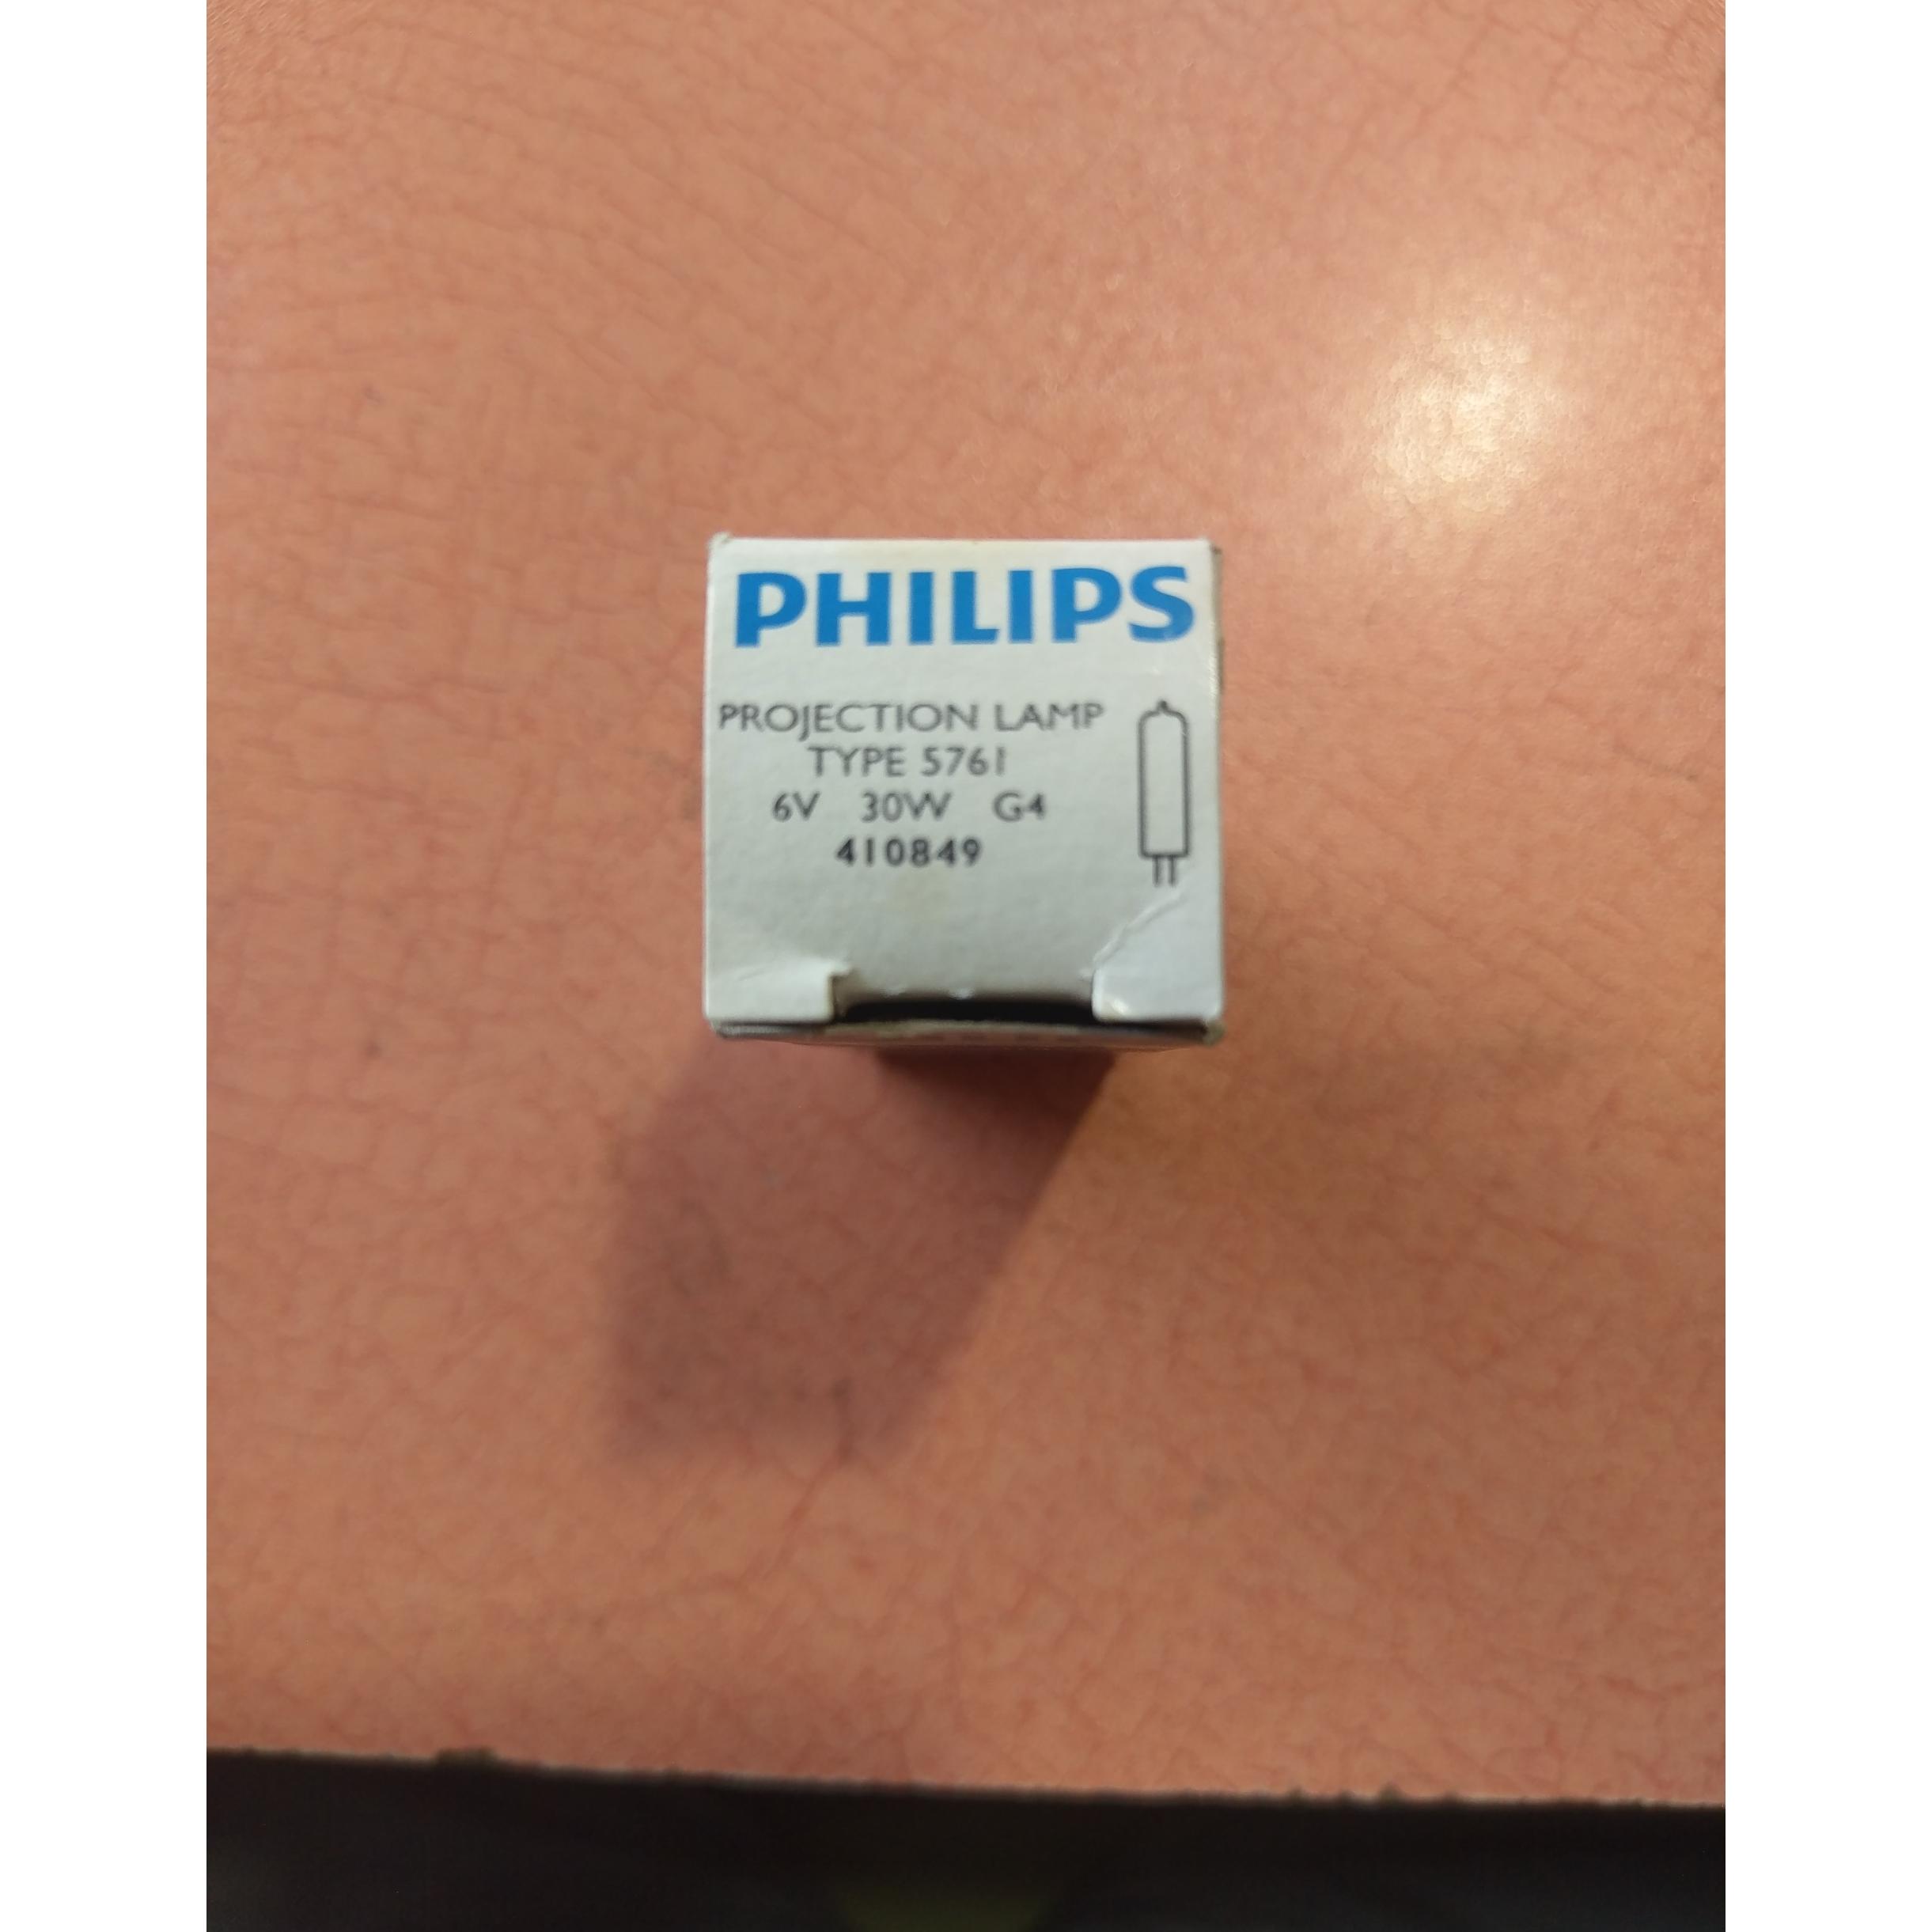 PHILIPS
PROJECTION LAMP
TYPE 5761
6V 30W G4
410849